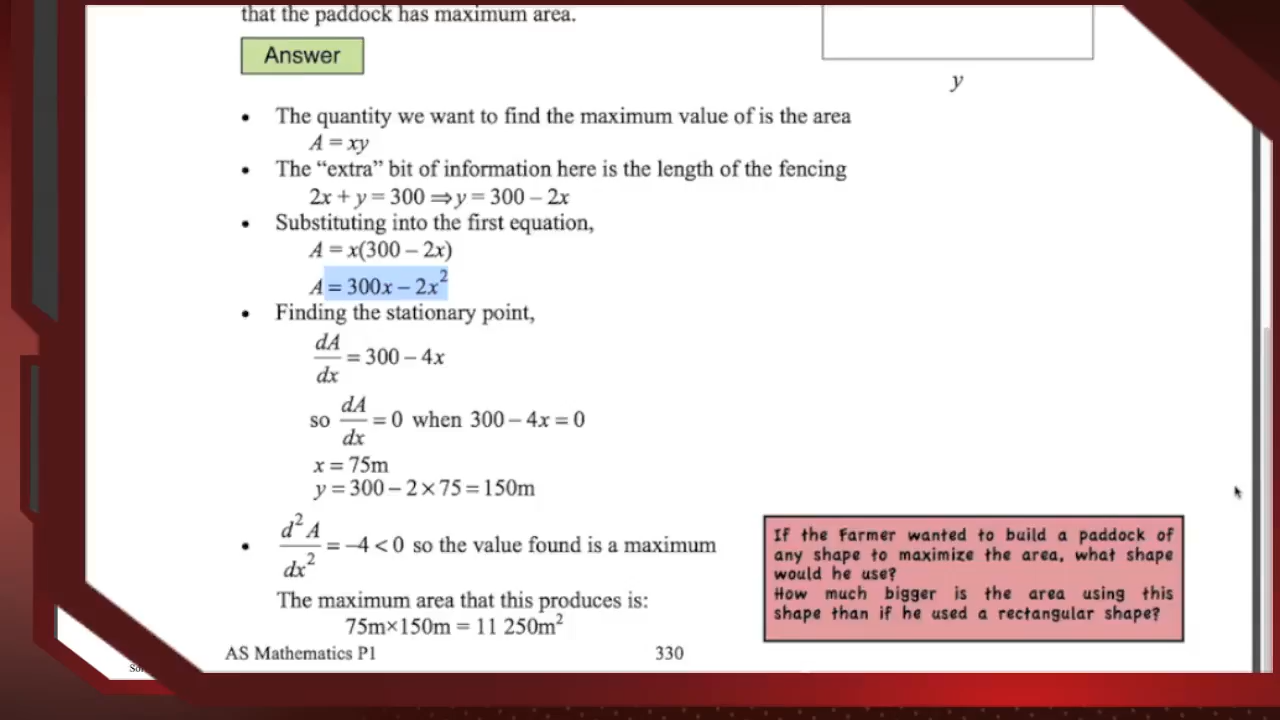 that the paddock has maximum area.
Answer
y
• The quantity we want to find the maximum value of is the area
A = xy
• The “extra” bit of information here is the length of the fencing
2x + y = 300 ⇒ y = 300 – 2x
• Substituting into the first equation,
A = x(300 – 2x)
A = 300x – 2x²
• Finding the stationary point,
dA/dx = 300 – 4x
so dA/dx = 0 when 300 – 4x = 0
x = 75m
y = 300 – 2 × 75 = 150m
• d²A/dx² = –4 < 0 so the value found is a maximum
The maximum area that this produces is:
75m×150m = 11 250m²
If the Farmer wanted to build a paddock of
any shape to maximize the area, what shape
would he use?
How much bigger is the area using this
shape than if he used a rectangular shape?
AS Mathematics P1 330